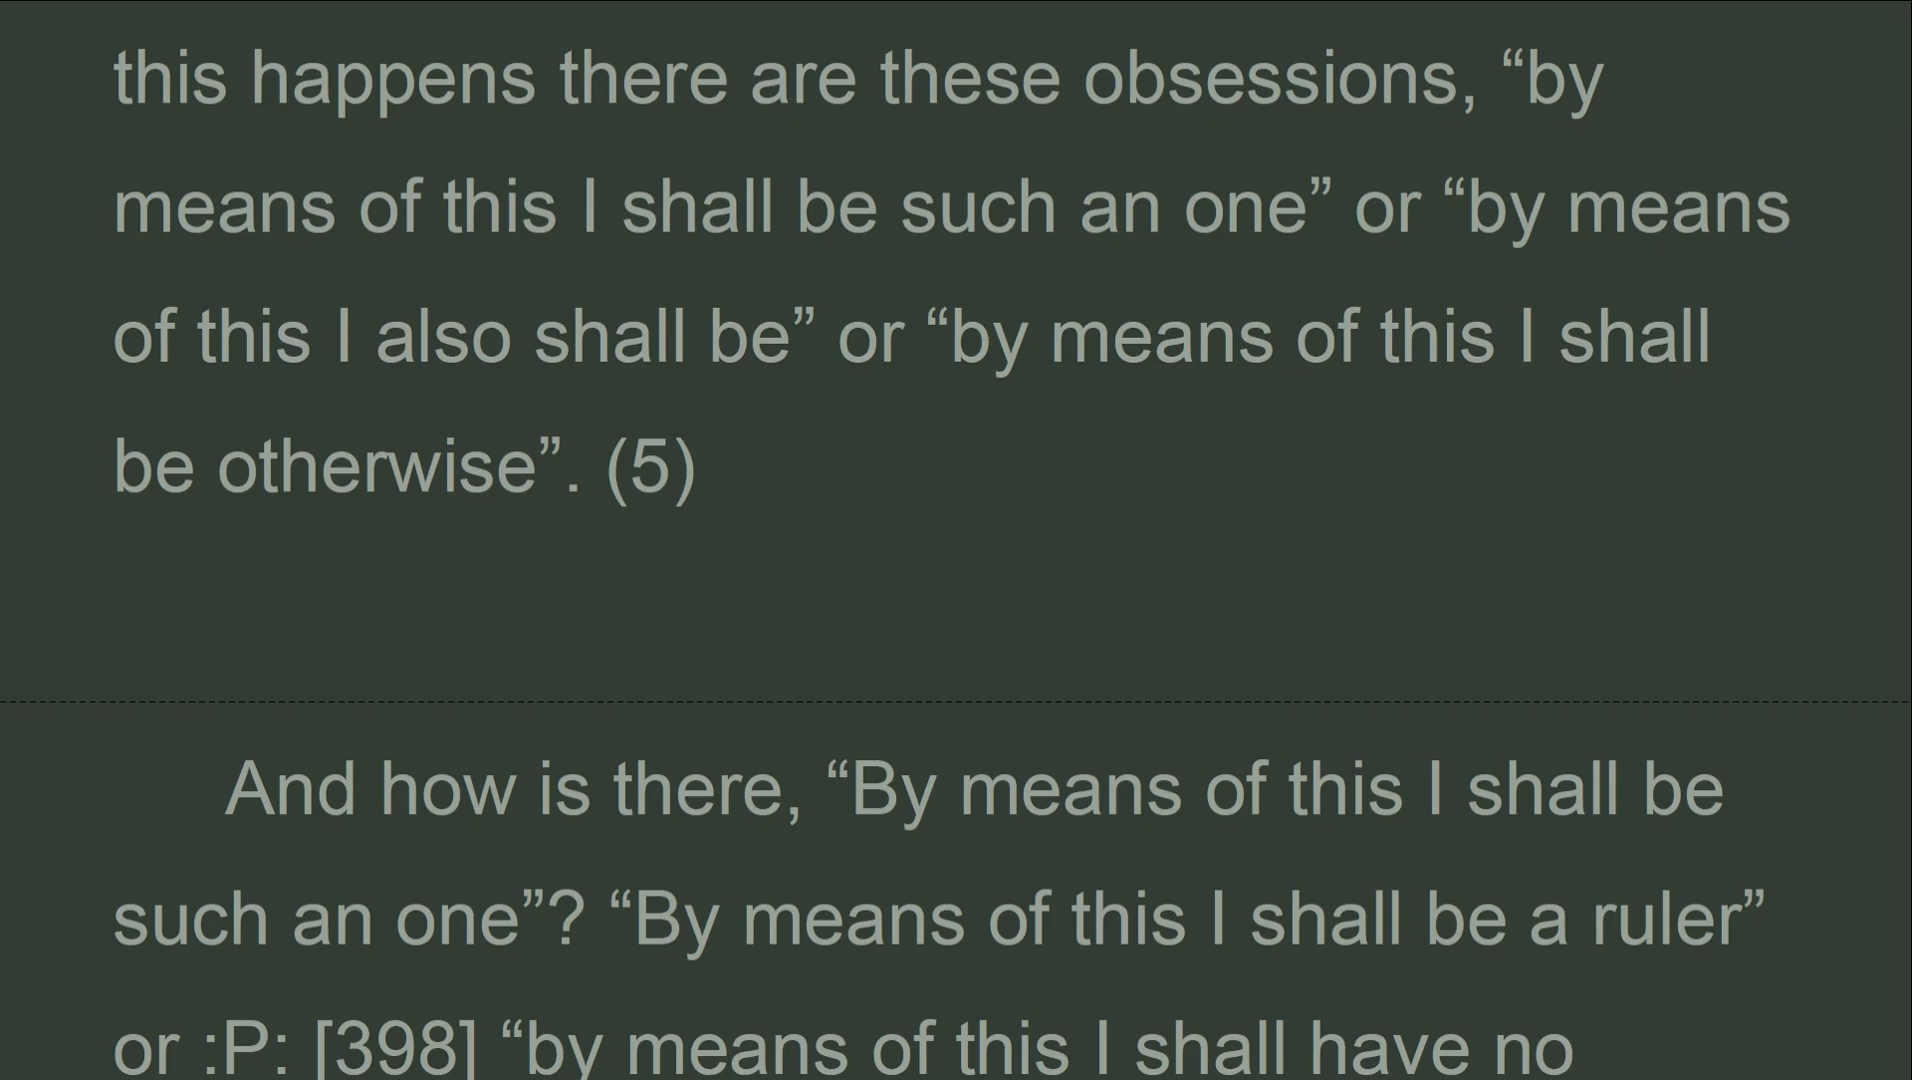 this happens there are these obsessions, “by
means of this I shall be such an one” or “by means
of this I also shall be” or “by means of this I shall
be otherwise”. (5)
And how is there, “By means of this I shall be
such an one”? “By means of this I shall be a ruler”
or :P: [398] “by means of this I shall have no